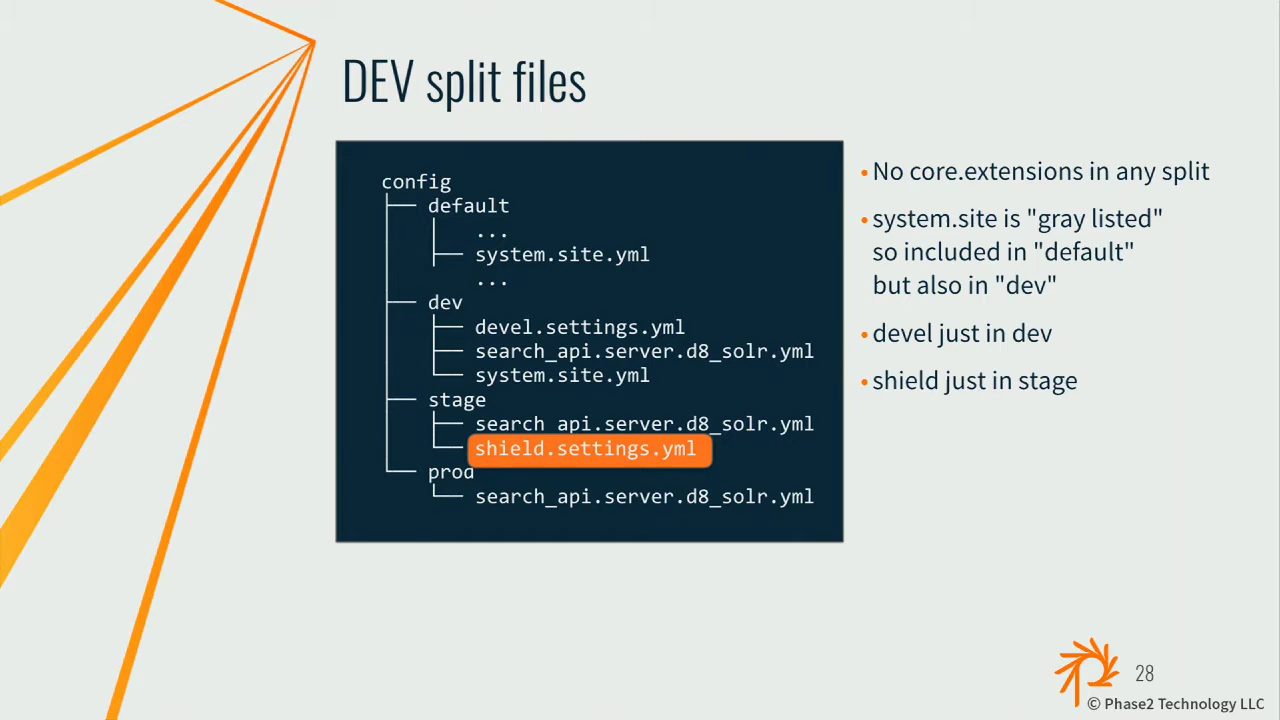 DEV split files
config
default
...
system.site.yml
...
dev
devel.settings.yml
search_api.server.d8_solr.yml
system.site.yml
stage
search_api.server.d8_solr.yml
shield.settings.yml
prod
search_api.server.d8_solr.yml
• No core.extensions in any split
• system.site is "gray listed"
so included in "default"
but also in "dev"
• devel just in dev
• shield just in stage
28
© Phase2 Technology LLC